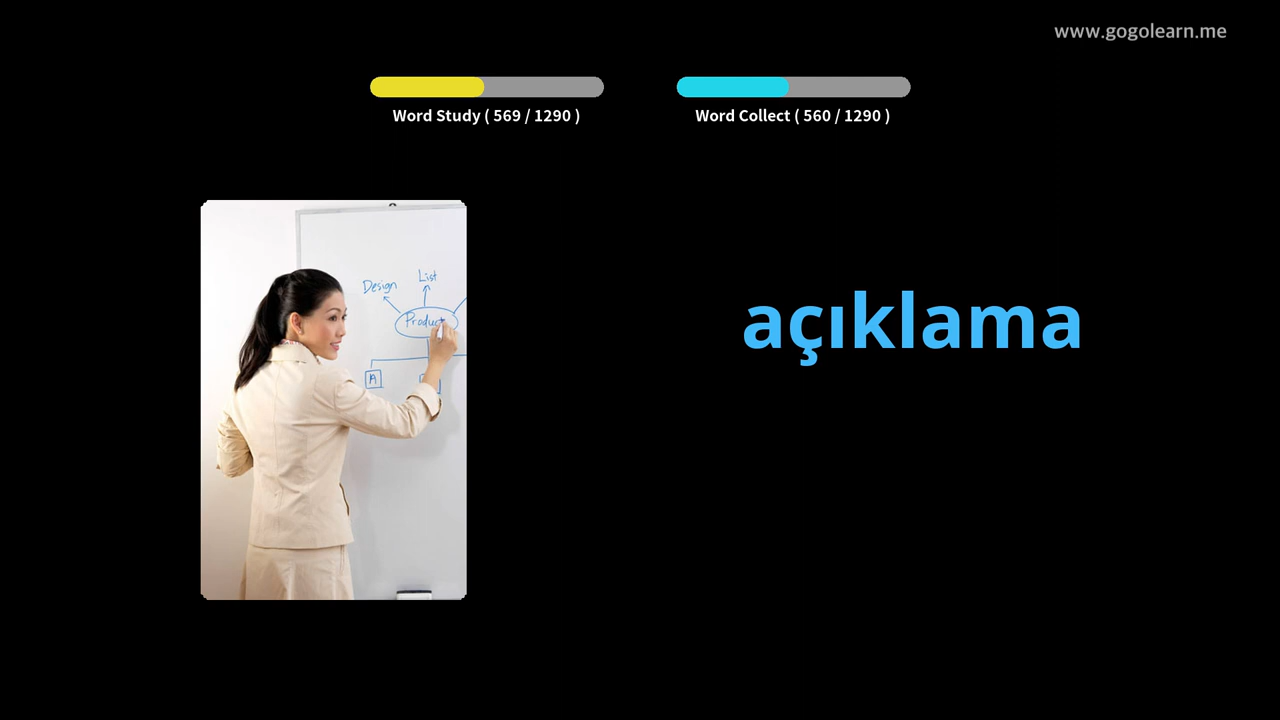 www.gogolearn.me
Word Study ( 569 / 1290 )
Word Collect ( 560 / 1290 )
açıklama
Design
List
Product
A